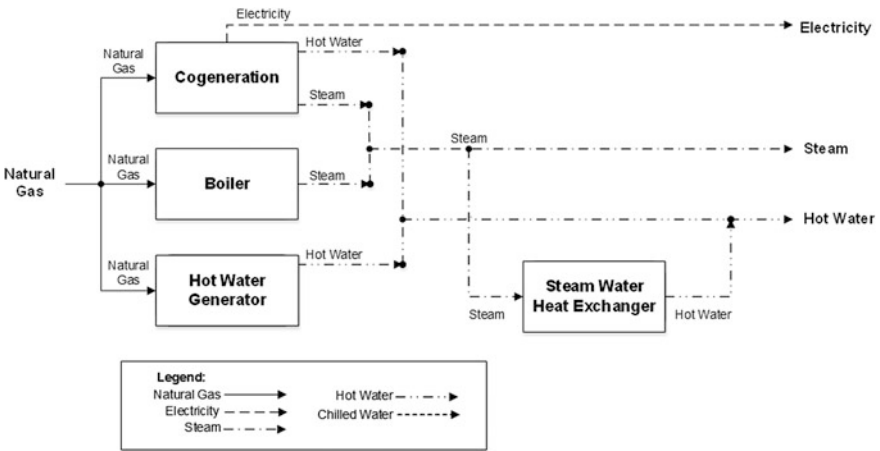 Electricity
Electricity
Natural
Gas
Hot Water
Cogeneration
Steam
Steam
Steam
Natural
Gas
Natural
Gas
Boiler
Steam
Hot Water
Natural
Gas
Hot Water
Generator
Hot Water
Steam Water
Heat Exchanger
Steam
Hot Water
Legend:
Natural Gas
Hot Water
Electricity
Chilled Water
Steam